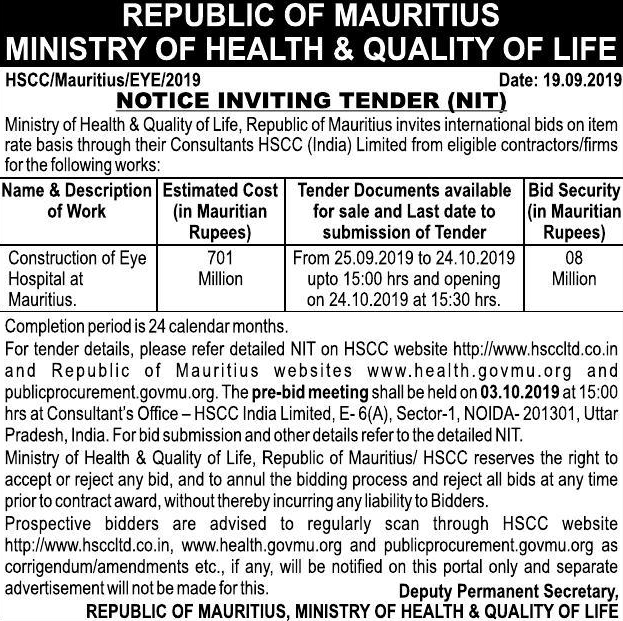 REPUBLIC OF MAURITIUS
MINISTRY OF HEALTH & QUALITY OF LIFE
HSCC/Mauritius/EYE/2019 Date: 19.09.2019
NOTICE INVITING TENDER (NIT)
Ministry of Health & Quality of Life, Republic of Mauritius invites international bids on item
rate basis through their Consultants HSCC (India) Limited from eligible contractors/firms
for the following works:
Name & Description Estimated Cost Tender Documents available Bid Security
of Work (in Mauritian for sale and Last date to (in Mauritian
Rupees) submission of Tender Rupees)
Construction of Eye 701 From 25.09.2019 to 24.10.2019 08
Hospital at Million upto 15:00 hrs and opening Million
Mauritius. on 24.10.2019 at 15:30 hrs.
Completion period is 24 calendar months.
For tender details, please refer detailed NIT on HSCC website http://www.hsccltd.co.in
and Republic of Mauritius websites www.health.govmu.org and
publicprocurement.govmu.org. The pre-bid meeting shall be held on 03.10.2019 at 15:00
hrs at Consultant's Office – HSCC India Limited, E- 6(A), Sector-1, NOIDA- 201301, Uttar
Pradesh, India. For bid submission and other details refer to the detailed NIT.
Ministry of Health & Quality of Life, Republic of Mauritius/ HSCC reserves the right to
accept or reject any bid, and to annul the bidding process and reject all bids at any time
prior to contract award, without thereby incurring any liability to Bidders.
Prospective bidders are advised to regularly scan through HSCC website
http://www.hsccltd.co.in, www.health.govmu.org and publicprocurement.govmu.org as
corrigendum/amendments etc., if any, will be notified on this portal only and separate
advertisement will not be made for this. Deputy Permanent Secretary,
REPUBLIC OF MAURITIUS, MINISTRY OF HEALTH & QUALITY OF LIFE